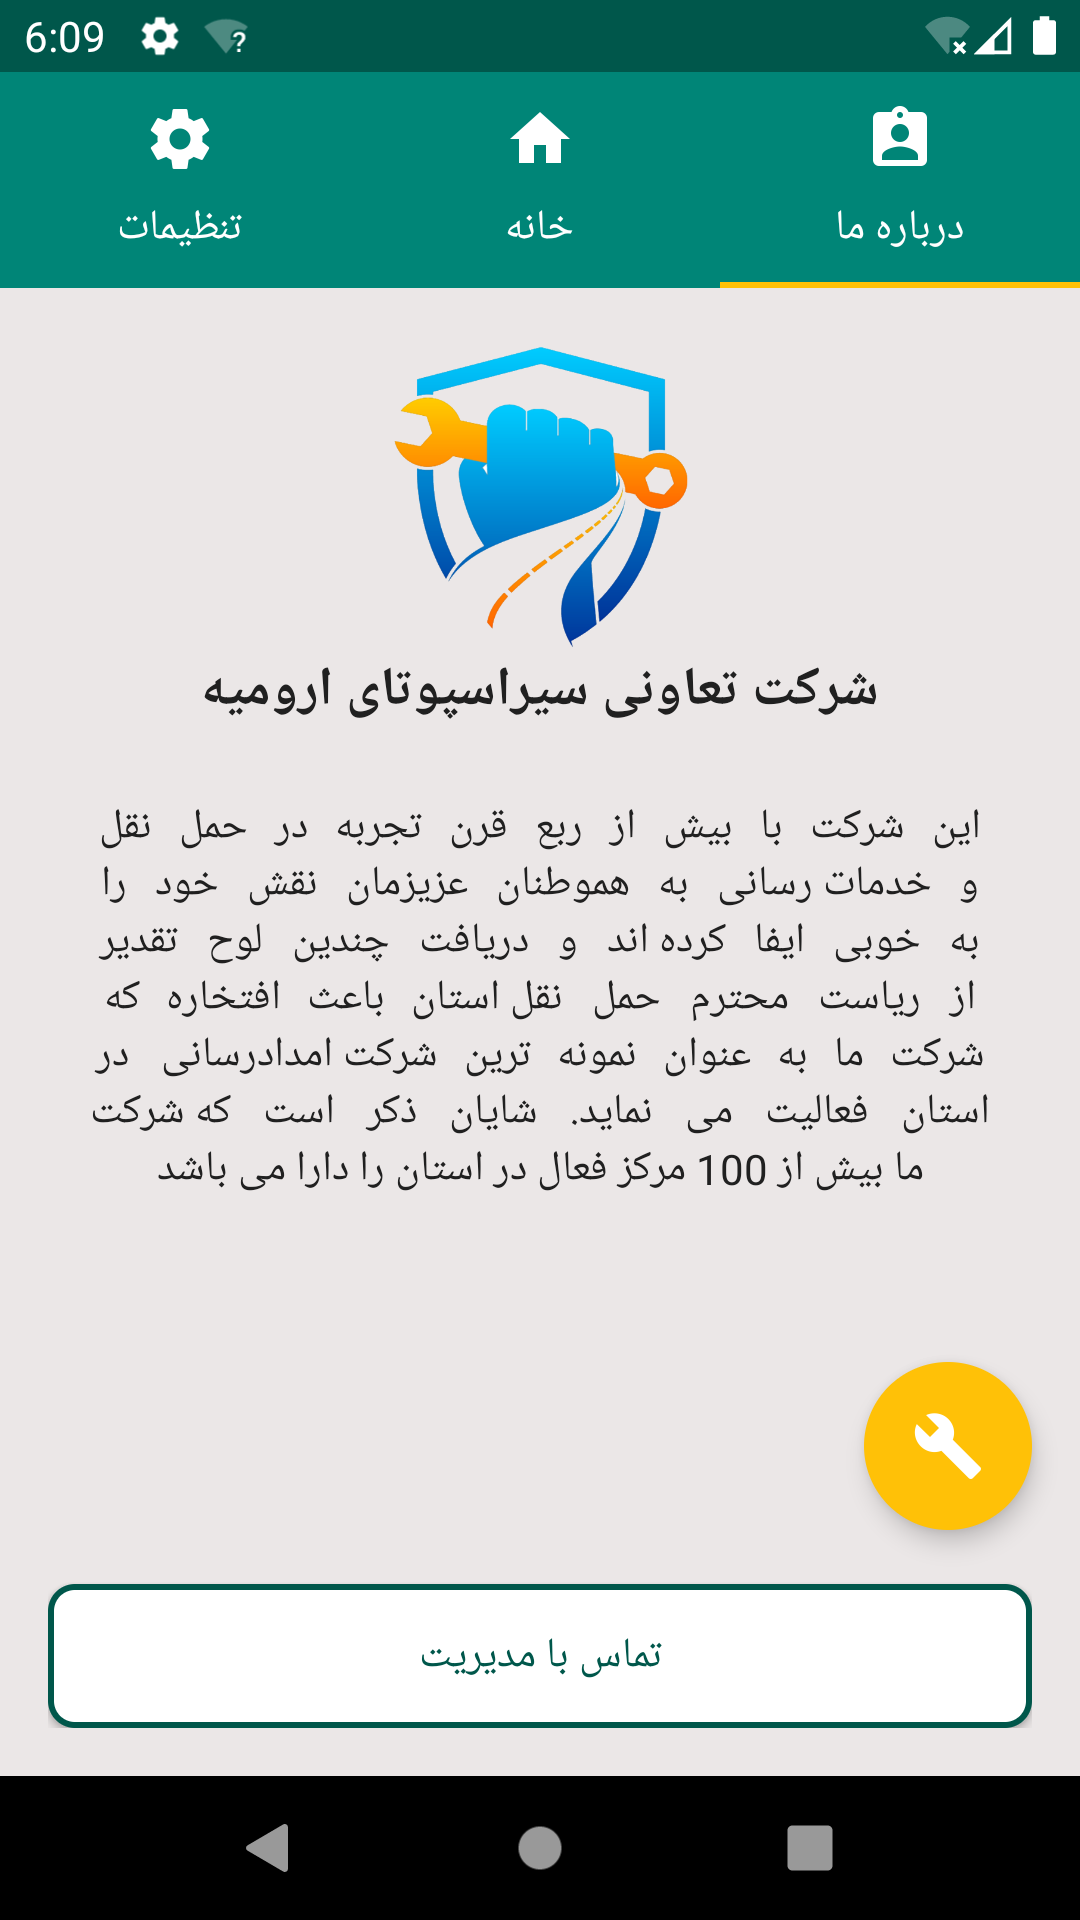 6:09
درباره ما
خانه
تنظیمات
شرکت تعاونی سیراسپوتای ارومیه
این شرکت با بیش از ربع قرن تجربه در حمل نقل
و خدمات رسانی به هموطنان عزیزمان نقش خود را
به خوبی ایفا کرده اند و دریافت چندین لوح تقدیر
از ریاست محترم حمل نقل استان باعث افتخاره که
شرکت ما به عنوان نمونه ترین شرکت امدادرسانی در
استان فعالیت می نماید. شایان ذکر است که شرکت
ما بیش از 100 مرکز فعال در استان را دارا می باشد
تماس با مدیریت